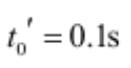 t₀′ = 0.1s